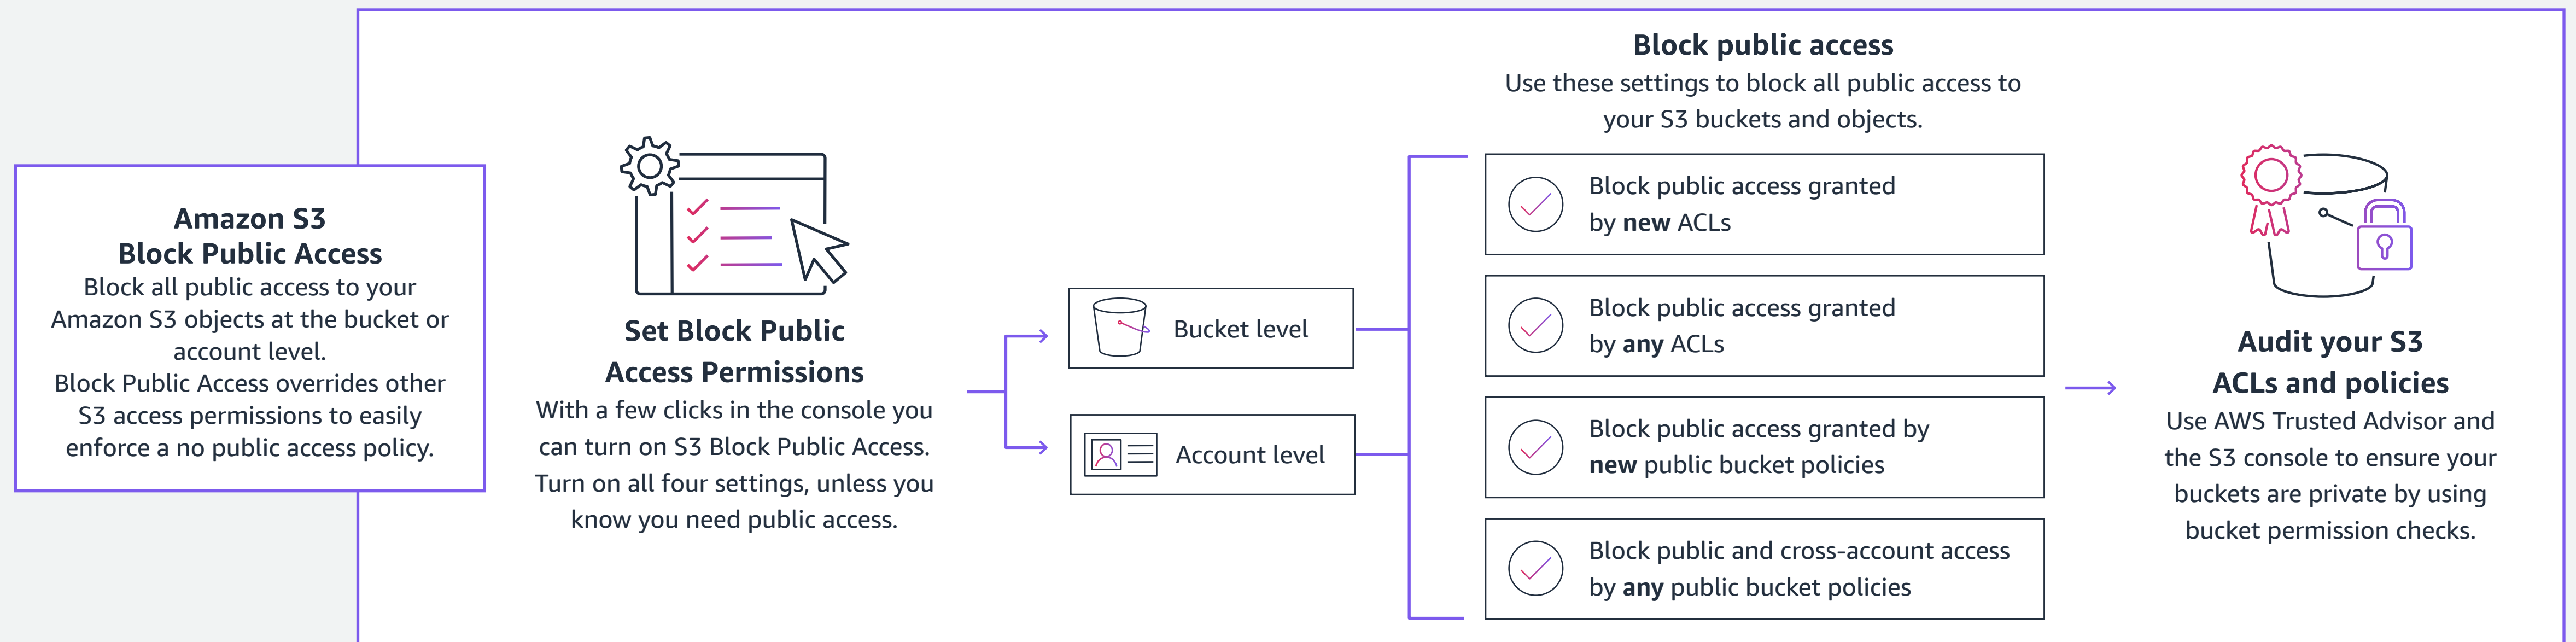 Amazon S3
Block Public Access
Block all public access to your
Amazon S3 objects at the bucket or
account level.
Block Public Access overrides other
S3 access permissions to easily
enforce a no public access policy.
Set Block Public
Access Permissions
With a few clicks in the console you
can turn on S3 Block Public Access.
Turn on all four settings, unless you
know you need public access.
Bucket level
Account level
Block public access
Use these settings to block all public access to
your S3 buckets and objects.
Block public access granted
by new ACLs
Block public access granted
by any ACLs
Block public access granted by
new public bucket policies
Block public and cross-account access
by any public bucket policies
Audit your S3
ACLs and policies
Use AWS Trusted Advisor and
the S3 console to ensure your
buckets are private by using
bucket permission checks.